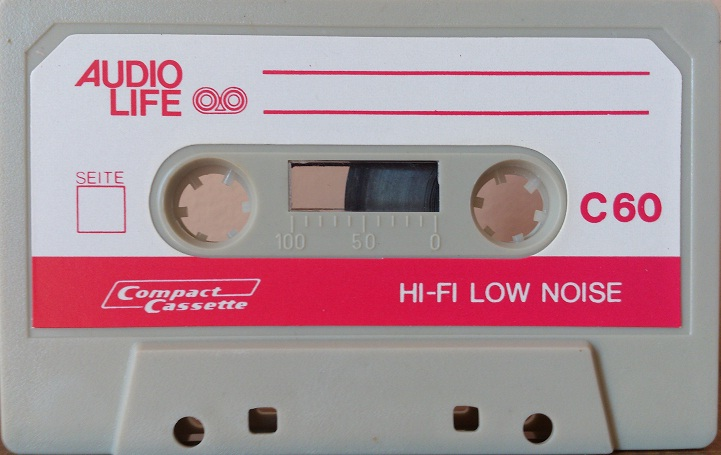 AUDIO
LIFE
SEITE
C60
100 50 0
Compact
Cassette
HI-FI LOW NOISE